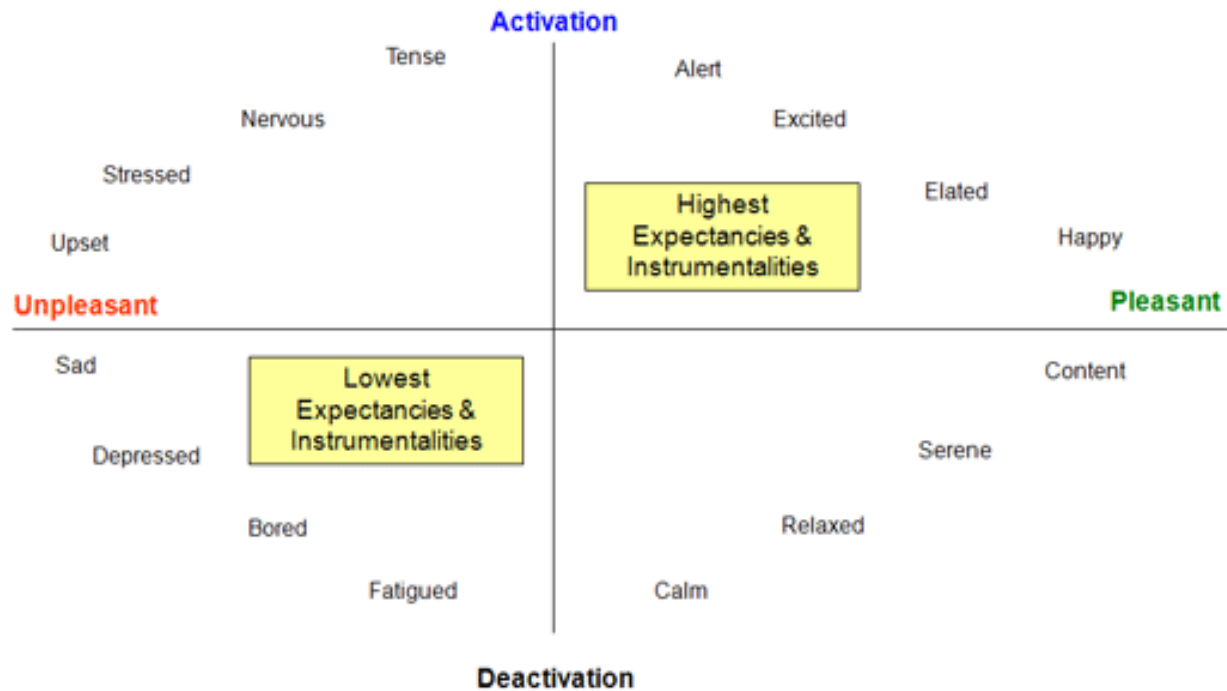 Activation
Tense
Alert
Nervous
Excited
Stressed
Elated
Highest
Expectancies &
Instrumentalities
Upset
Happy
Unpleasant
Pleasant
Sad
Content
Lowest
Expectancies &
Instrumentalities
Depressed
Serene
Bored
Relaxed
Fatigued
Calm
Deactivation